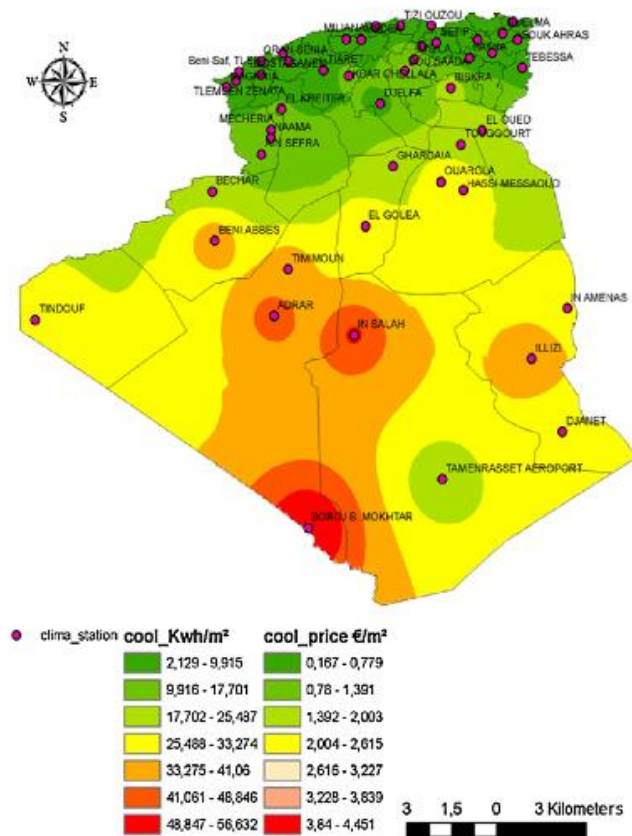 N
W E
S
TIZI OUZOU
SETIF
SOUK AHRAS
TEBESSA
TIARET
KSAR CHELLALA
BISKRA
TLEMCEN ZENATA
EL KREITER
DJELFA
MECHERIA
NAAMA
AIN SEFRA
EL OUED
TOUGGOURT
GHARDAIA
BECHAR
OUARGLA
HASSI-MESSAOUD
EL GOLEA
BENI ABBES
TIMIMOUN
TINDOUF
ADRAR
IN AMENAS
IN SALAH
ILLIZI
DJANET
TAMENRASSET AEROPORT
BORDJ B. MOKHTAR
clima_station cool_Kwh/m² cool_price €/m²
2,129 - 9,915 0,167 - 0,779
9,916 - 17,701 0,78 - 1,391
17,702 - 25,487 1,392 - 2,003
25,488 - 33,274 2,004 - 2,615
33,275 - 41,06 2,616 - 3,227
41,061 - 48,846 3,228 - 3,839
48,847 - 56,632 3,84 - 4,451
3 1,5 0 3 Kilometers